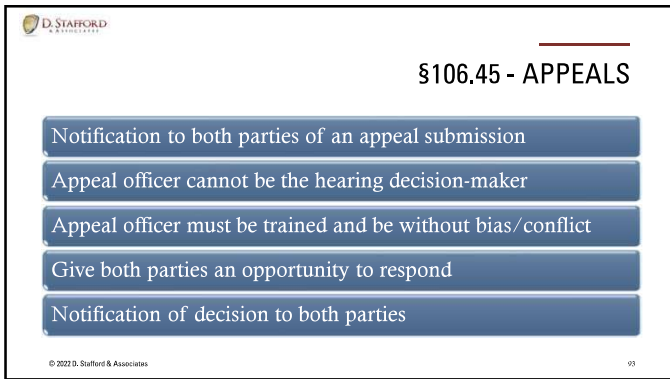 D. STAFFORD
& ASSOCIATES
§106.45 - APPEALS
Notification to both parties of an appeal submission
Appeal officer cannot be the hearing decision-maker
Appeal officer must be trained and be without bias/conflict
Give both parties an opportunity to respond
Notification of decision to both parties
© 2022 D. Stafford & Associates
93